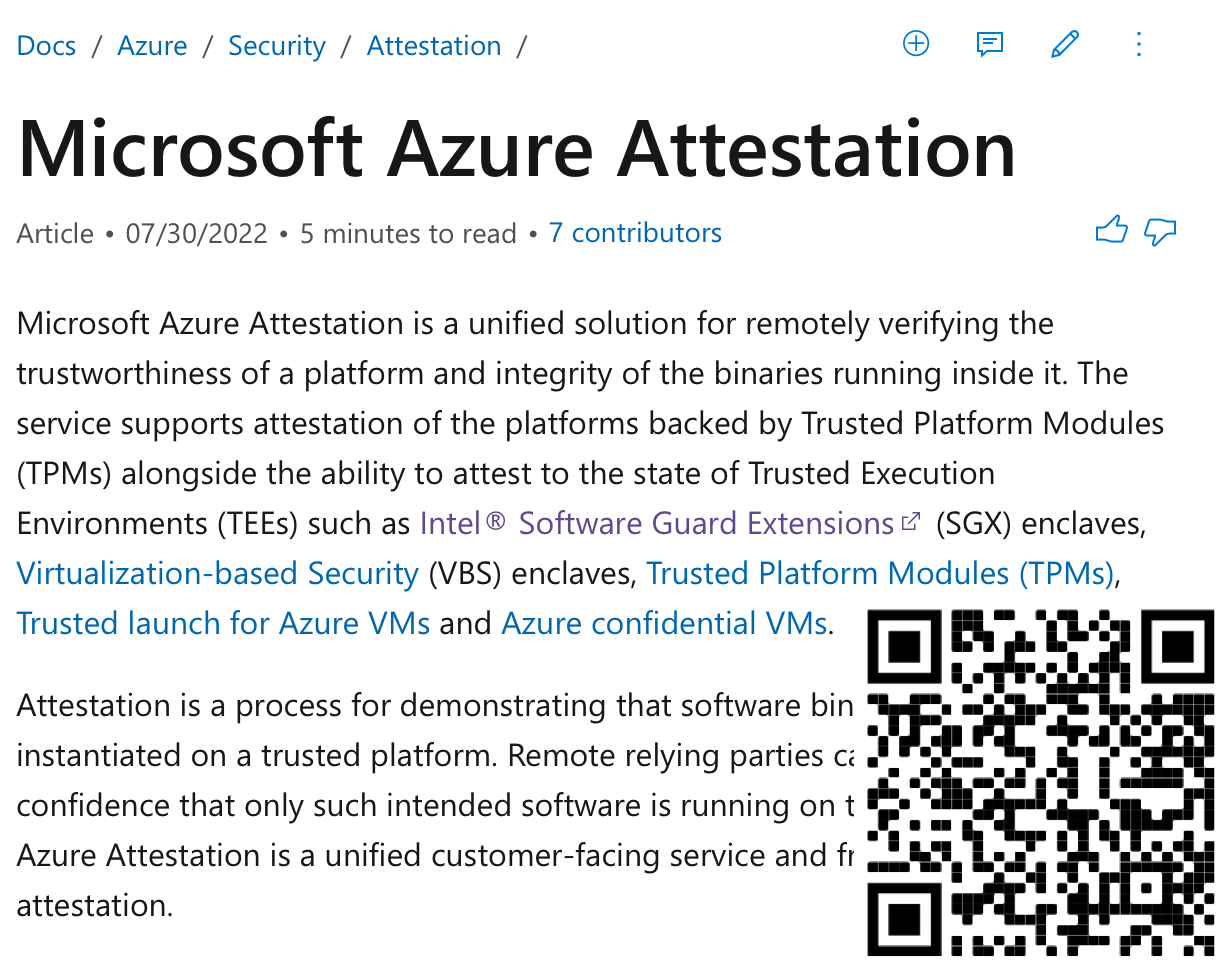 Docs / Azure / Security / Attestation /
Microsoft Azure Attestation
Article • 07/30/2022 • 5 minutes to read • 7 contributors
Microsoft Azure Attestation is a unified solution for remotely verifying the
trustworthiness of a platform and integrity of the binaries running inside it. The
service supports attestation of the platforms backed by Trusted Platform Modules
(TPMs) alongside the ability to attest to the state of Trusted Execution
Environments (TEEs) such as Intel® Software Guard Extensions (SGX) enclaves,
Virtualization-based Security (VBS) enclaves, Trusted Platform Modules (TPMs),
Trusted launch for Azure VMs and Azure confidential VMs.
Attestation is a process for demonstrating that software bin
instantiated on a trusted platform. Remote relying parties ca
confidence that only such intended software is running on t
Azure Attestation is a unified customer-facing service and fr
attestation.